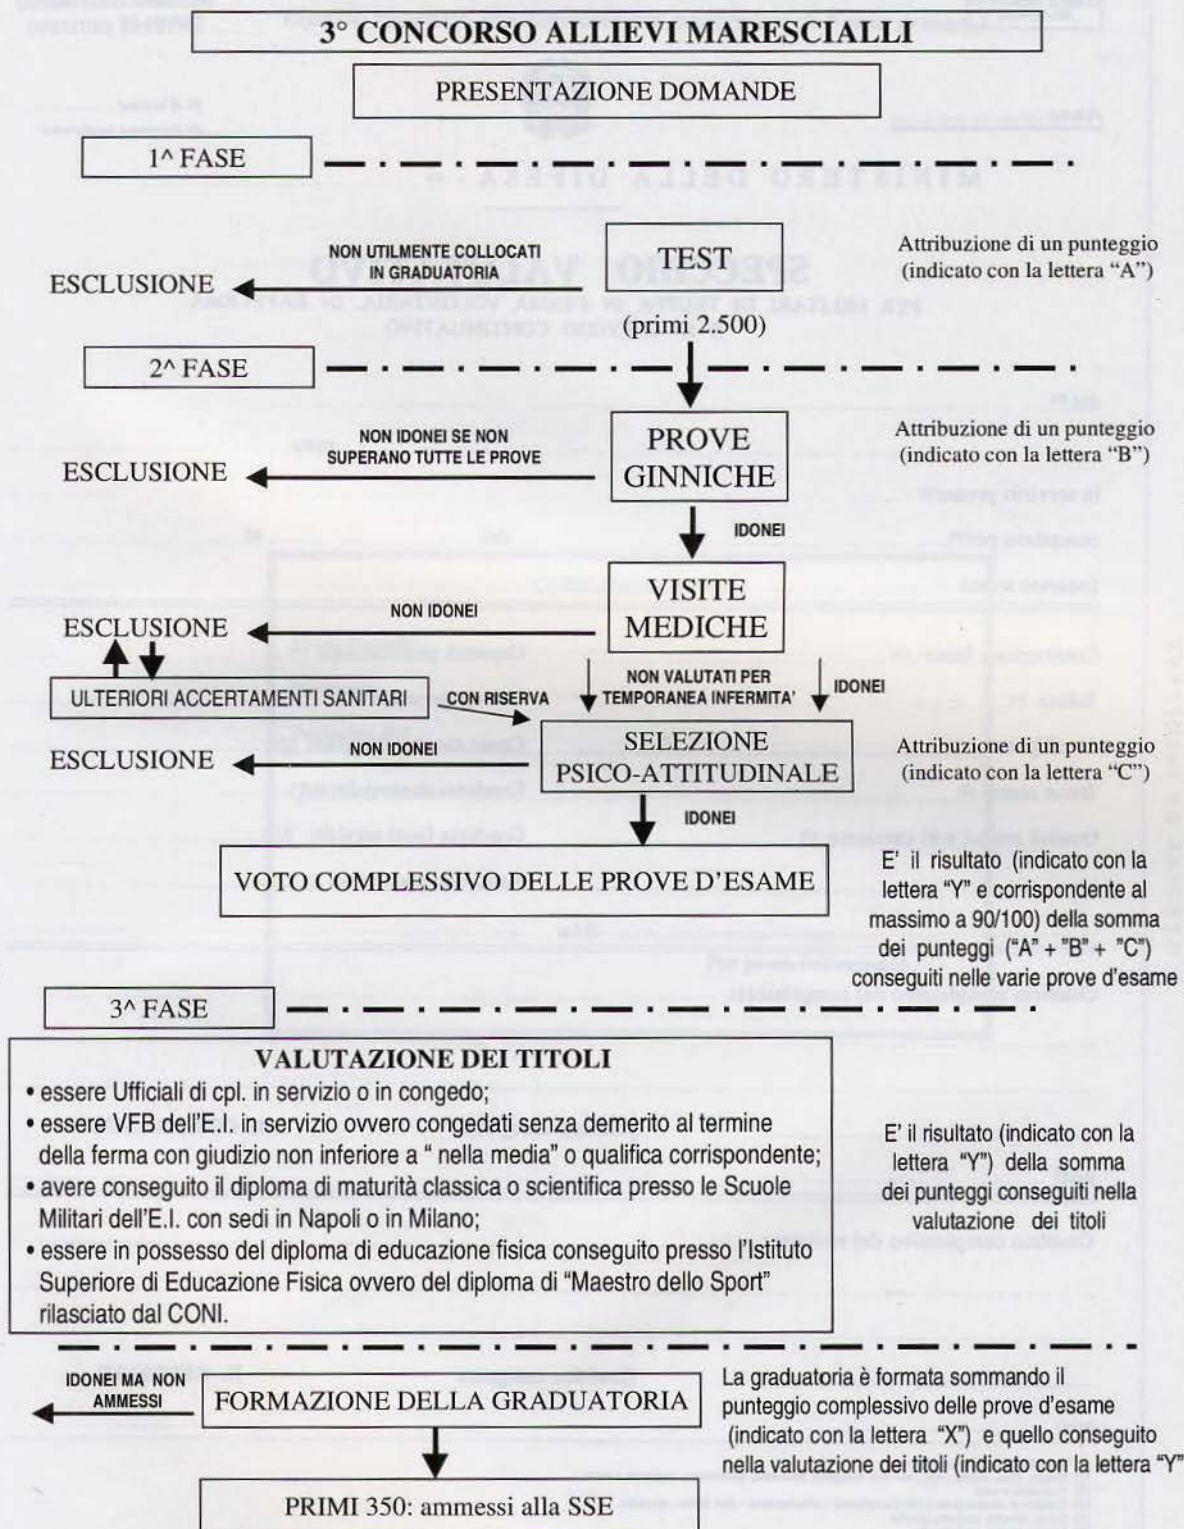 3° CONCORSO ALLIEVI MARESCIALLI
PRESENTAZIONE DOMANDE
1^ FASE
ESCLUSIONE
NON UTILMENTE COLLOCATI
IN GRADUATORIA
TEST
(primi 2.500)
Attribuzione di un punteggio
(indicato con la lettera “A”)
2^ FASE
ESCLUSIONE
NON IDONEI SE NON
SUPERANO TUTTE LE PROVE
PROVE
GINNICHE
Attribuzione di un punteggio
(indicato con la lettera “B”)
IDONEI
ESCLUSIONE
NON IDONEI
VISITE
MEDICHE
ULTERIORI ACCERTAMENTI SANITARI
CON RISERVA
NON VALUTATI PER
TEMPORANEA INFERMITA’
IDONEI
ESCLUSIONE
NON IDONEI
SELEZIONE
PSICO-ATTITUDINALE
Attribuzione di un punteggio
(indicato con la lettera “C”)
IDONEI
VOTO COMPLESSIVO DELLE PROVE D’ESAME
E’ il risultato (indicato con la
lettera “Y” e corrispondente al
massimo a 90/100) della somma
dei punteggi (“A” + ”B” + ”C”)
conseguiti nelle varie prove d’esame
3^ FASE
VALUTAZIONE DEI TITOLI
• essere Ufficiali di cpl. in servizio o in congedo;
• essere VFB dell’E.I. in servizio ovvero congedati senza demerito al termine
della ferma con giudizio non inferiore a “ nella media” o qualifica corrispondente;
• avere conseguito il diploma di maturità classica o scientifica presso le Scuole
Militari dell’E.I. con sedi in Napoli o in Milano;
• essere in possesso del diploma di educazione fisica conseguito presso l’Istituto
Superiore di Educazione Fisica ovvero del diploma di “Maestro dello Sport”
rilasciato dal CONI.
E’ il risultato (indicato con la
lettera “Y”) della somma
dei punteggi conseguiti nella
valutazione dei titoli
IDONEI MA NON
AMMESSI
FORMAZIONE DELLA GRADUATORIA
La graduatoria è formata sommando il
punteggio complessivo delle prove d’esame
(indicato con la lettera “X”) e quello conseguito
nella valutazione dei titoli (indicato con la lettera “Y”
PRIMI 350: ammessi alla SSE